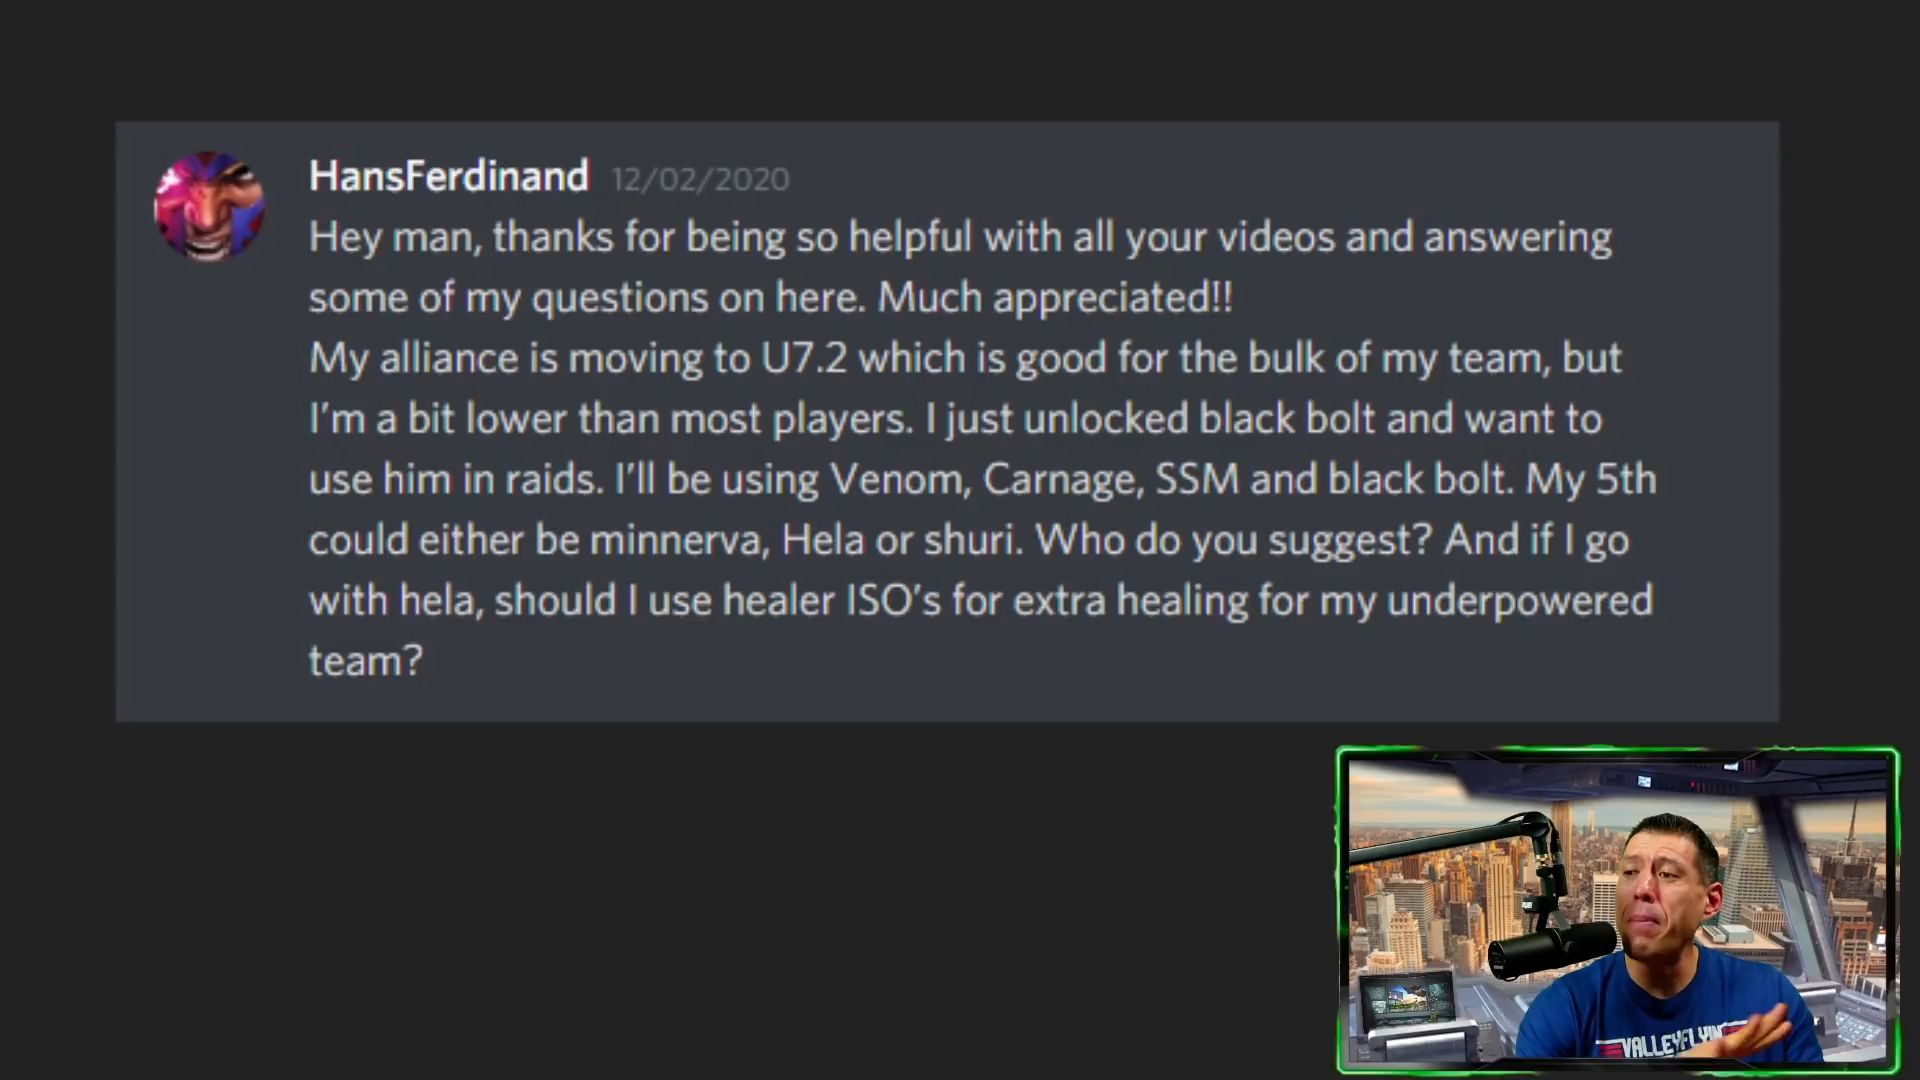 HansFerdinand 12/02/2020
Hey man, thanks for being so helpful with all your videos and answering
some of my questions on here. Much appreciated!!
My alliance is moving to U7.2 which is good for the bulk of my team, but
I'm a bit lower than most players. I just unlocked black bolt and want to
use him in raids. I'll be using Venom, Carnage, SSM and black bolt. My 5th
could either be minnerva, Hela or shuri. Who do you suggest? And if I go
with hela, should I use healer ISO's for extra healing for my underpowered
team?
VALLEYFLYIN